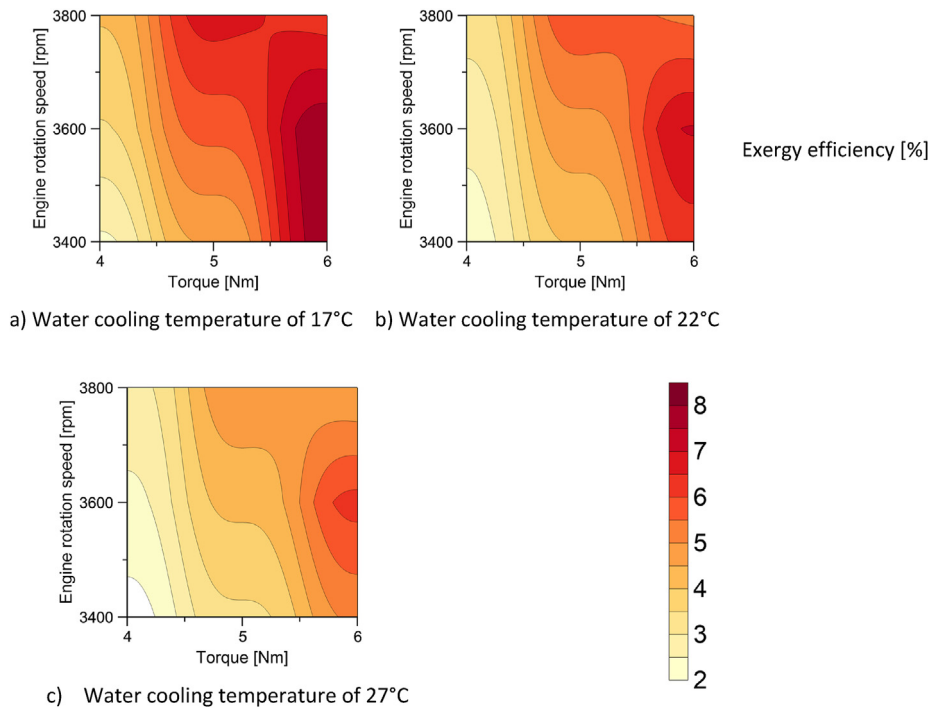 3800
3600
3400
Engine rotation speed [rpm]
4
5
6
Torque [Nm]
a) Water cooling temperature of 17°C
3800
3600
3400
Engine rotation speed [rpm]
4
5
6
Torque [Nm]
b) Water cooling temperature of 22°C
Exergy efficiency [%]
3800
3600
3400
Engine rotation speed [rpm]
4
5
6
Torque [Nm]
c) Water cooling temperature of 27°C
8
7
6
5
4
3
2